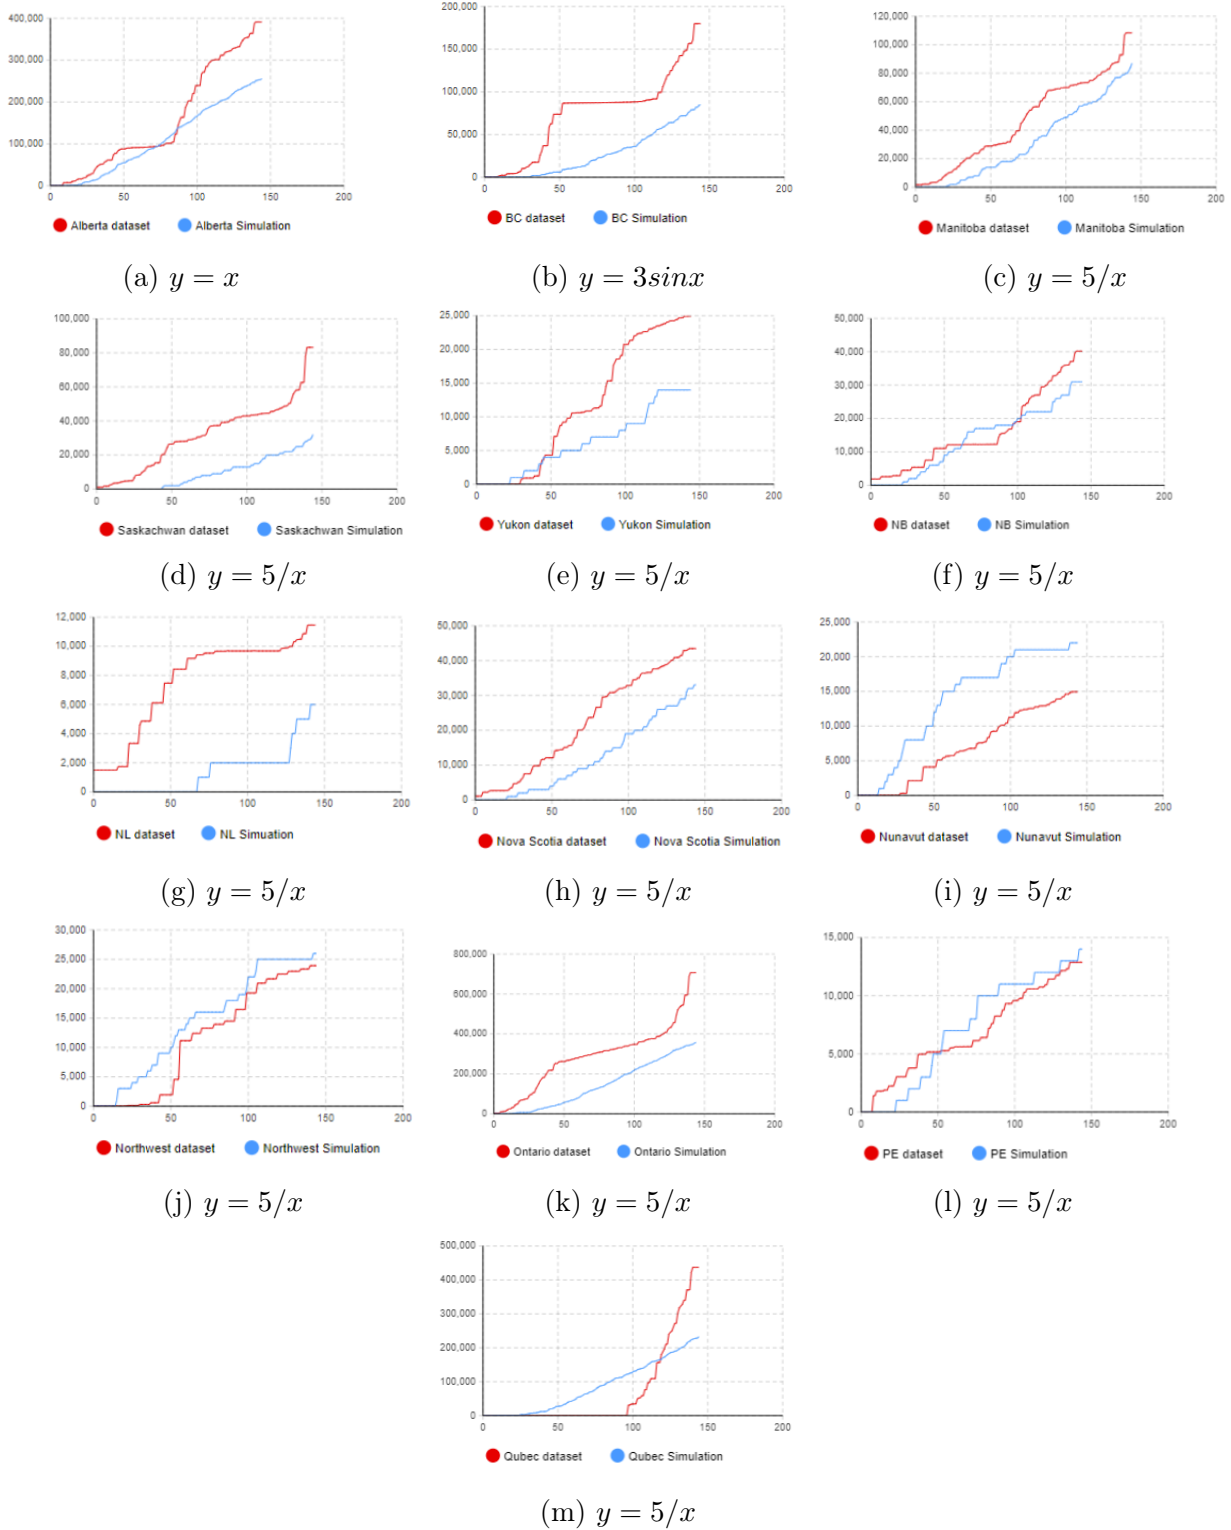 400,000
300,000
200,000
100,000
0
0 50 100 150 200
Alberta dataset Alberta Simulation
(a) y = x
200,000
150,000
100,000
50,000
0
0 50 100 150 200
BC dataset BC Simulation
(b) y = 3sinx
120,000
100,000
80,000
60,000
40,000
20,000
0
0 50 100 150 200
Manitoba dataset Manitoba Simulation
(c) y = 5/x
100,000
80,000
60,000
40,000
20,000
0
0 50 100 150 200
Saskachwan dataset Saskachwan Simulation
(d) y = 5/x
25,000
20,000
15,000
10,000
5,000
0
0 50 100 150 200
Yukon dataset Yukon Simulation
(e) y = 5/x
50,000
40,000
30,000
20,000
10,000
0
0 50 100 150 200
NB dataset NB Simulation
(f) y = 5/x
12,000
10,000
8,000
6,000
4,000
2,000
0
0 50 100 150 200
NL dataset NL Simuation
(g) y = 5/x
50,000
40,000
30,000
20,000
10,000
0
0 50 100 150 200
Nova Scotia dataset Nova Scotia Simulation
(h) y = 5/x
25,000
20,000
15,000
10,000
5,000
0
0 50 100 150 200
Nunavut dataset Nunavut Simulation
(i) y = 5/x
30,000
25,000
20,000
15,000
10,000
5,000
0
0 50 100 150 200
Northwest dataset Northwest Simulation
(j) y = 5/x
800,000
600,000
400,000
200,000
0
0 50 100 150 200
Ontario dataset Ontario Simulation
(k) y = 5/x
15,000
10,000
5,000
0
0 50 100 150 200
PE dataset PE Simulation
(l) y = 5/x
500,000
400,000
300,000
200,000
100,000
0
0 50 100 150 200
Qubec dataset Qubec Simulation
(m) y = 5/x